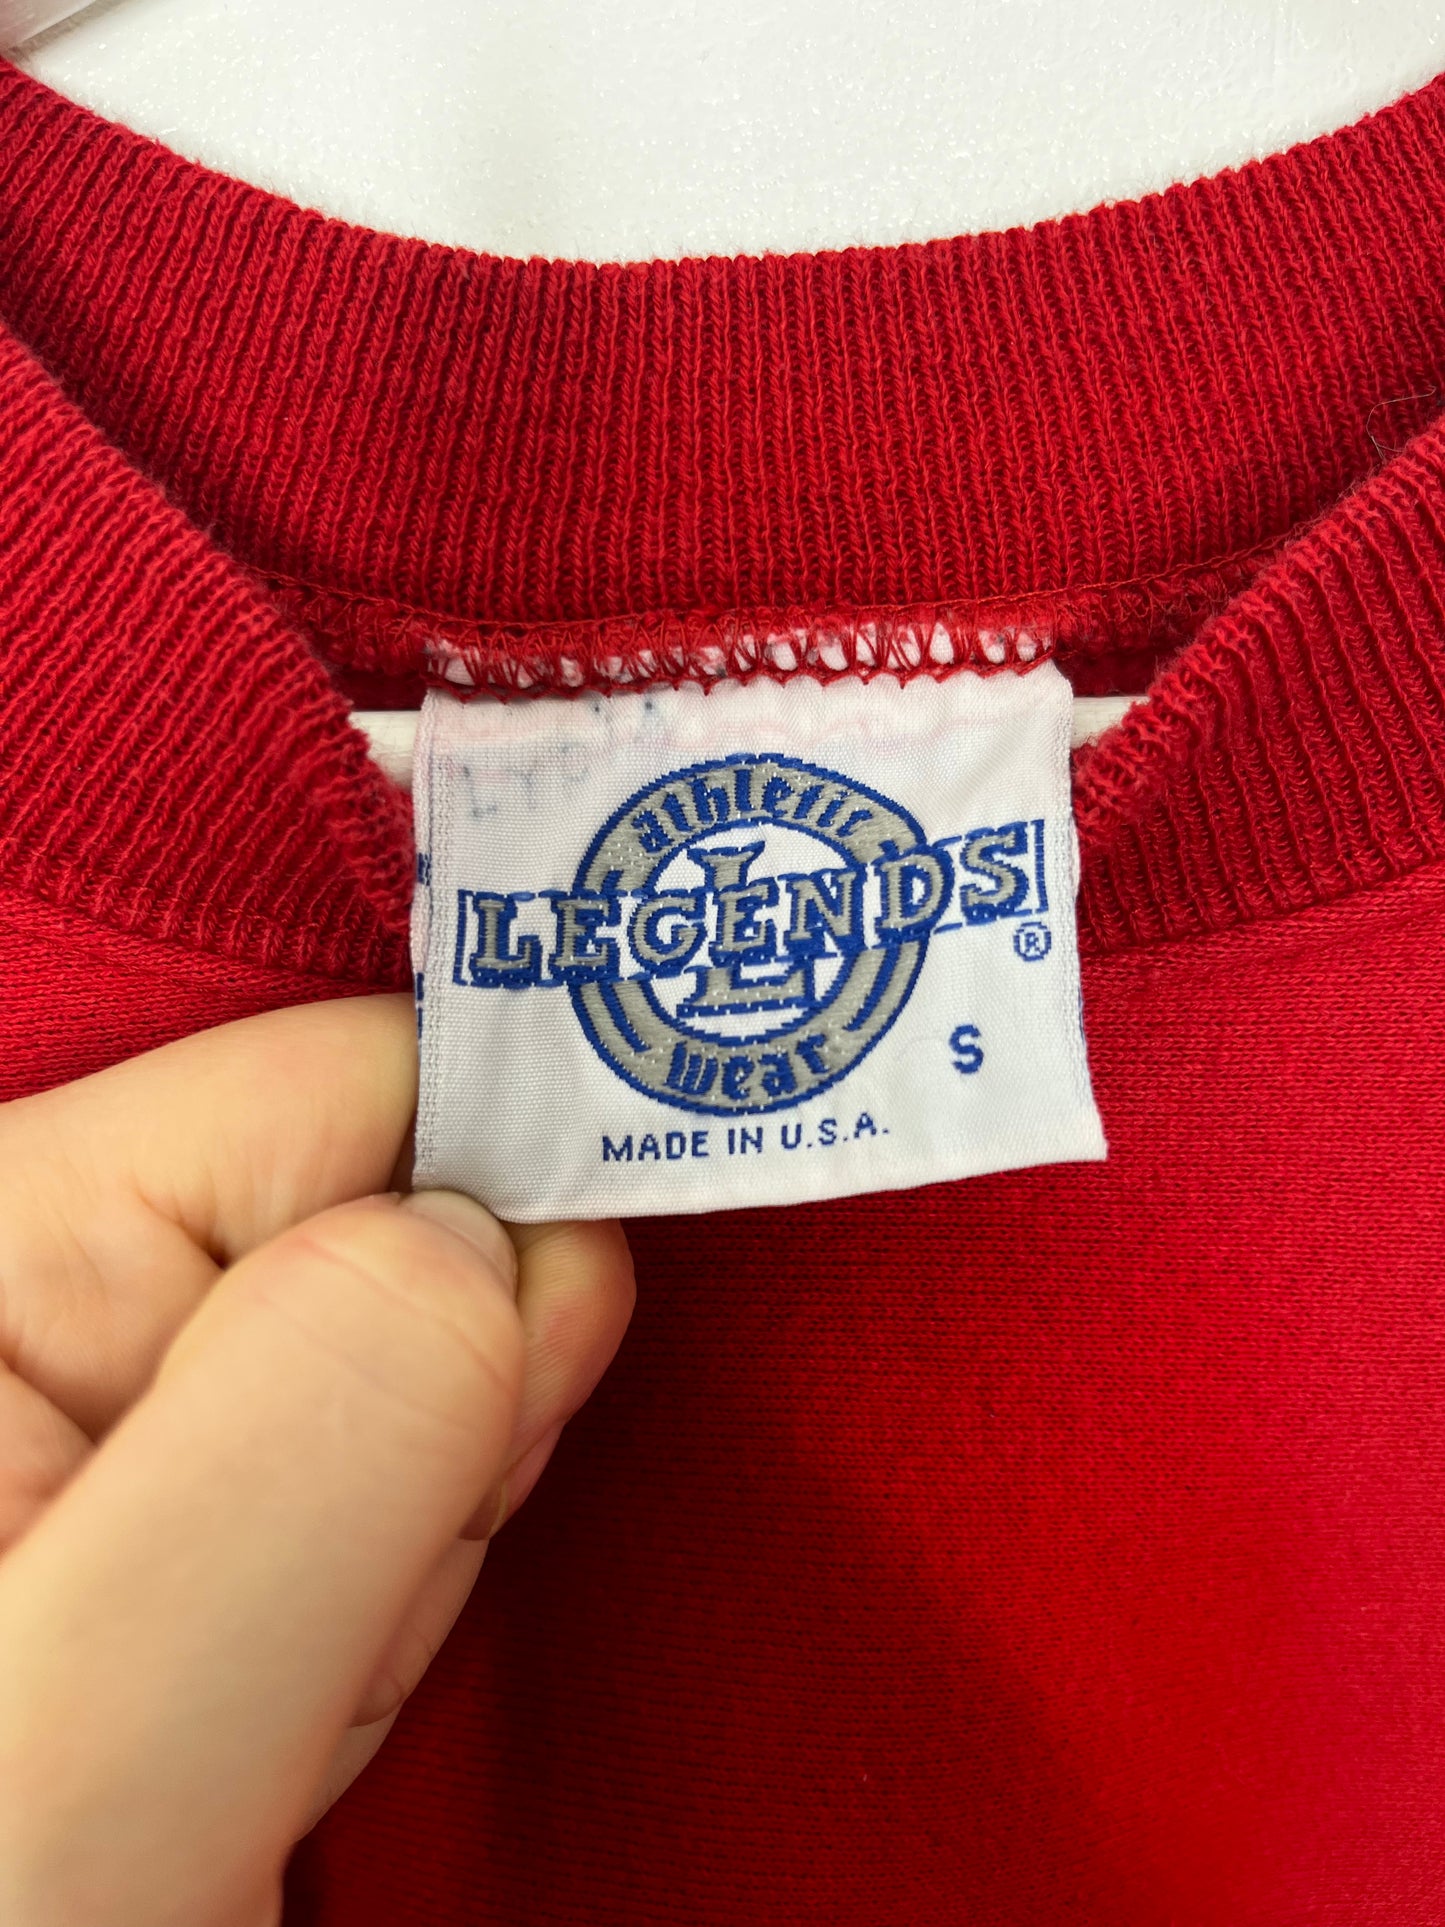 athletic
L
LEGENDS
®
wear
S
MADE IN U.S.A.